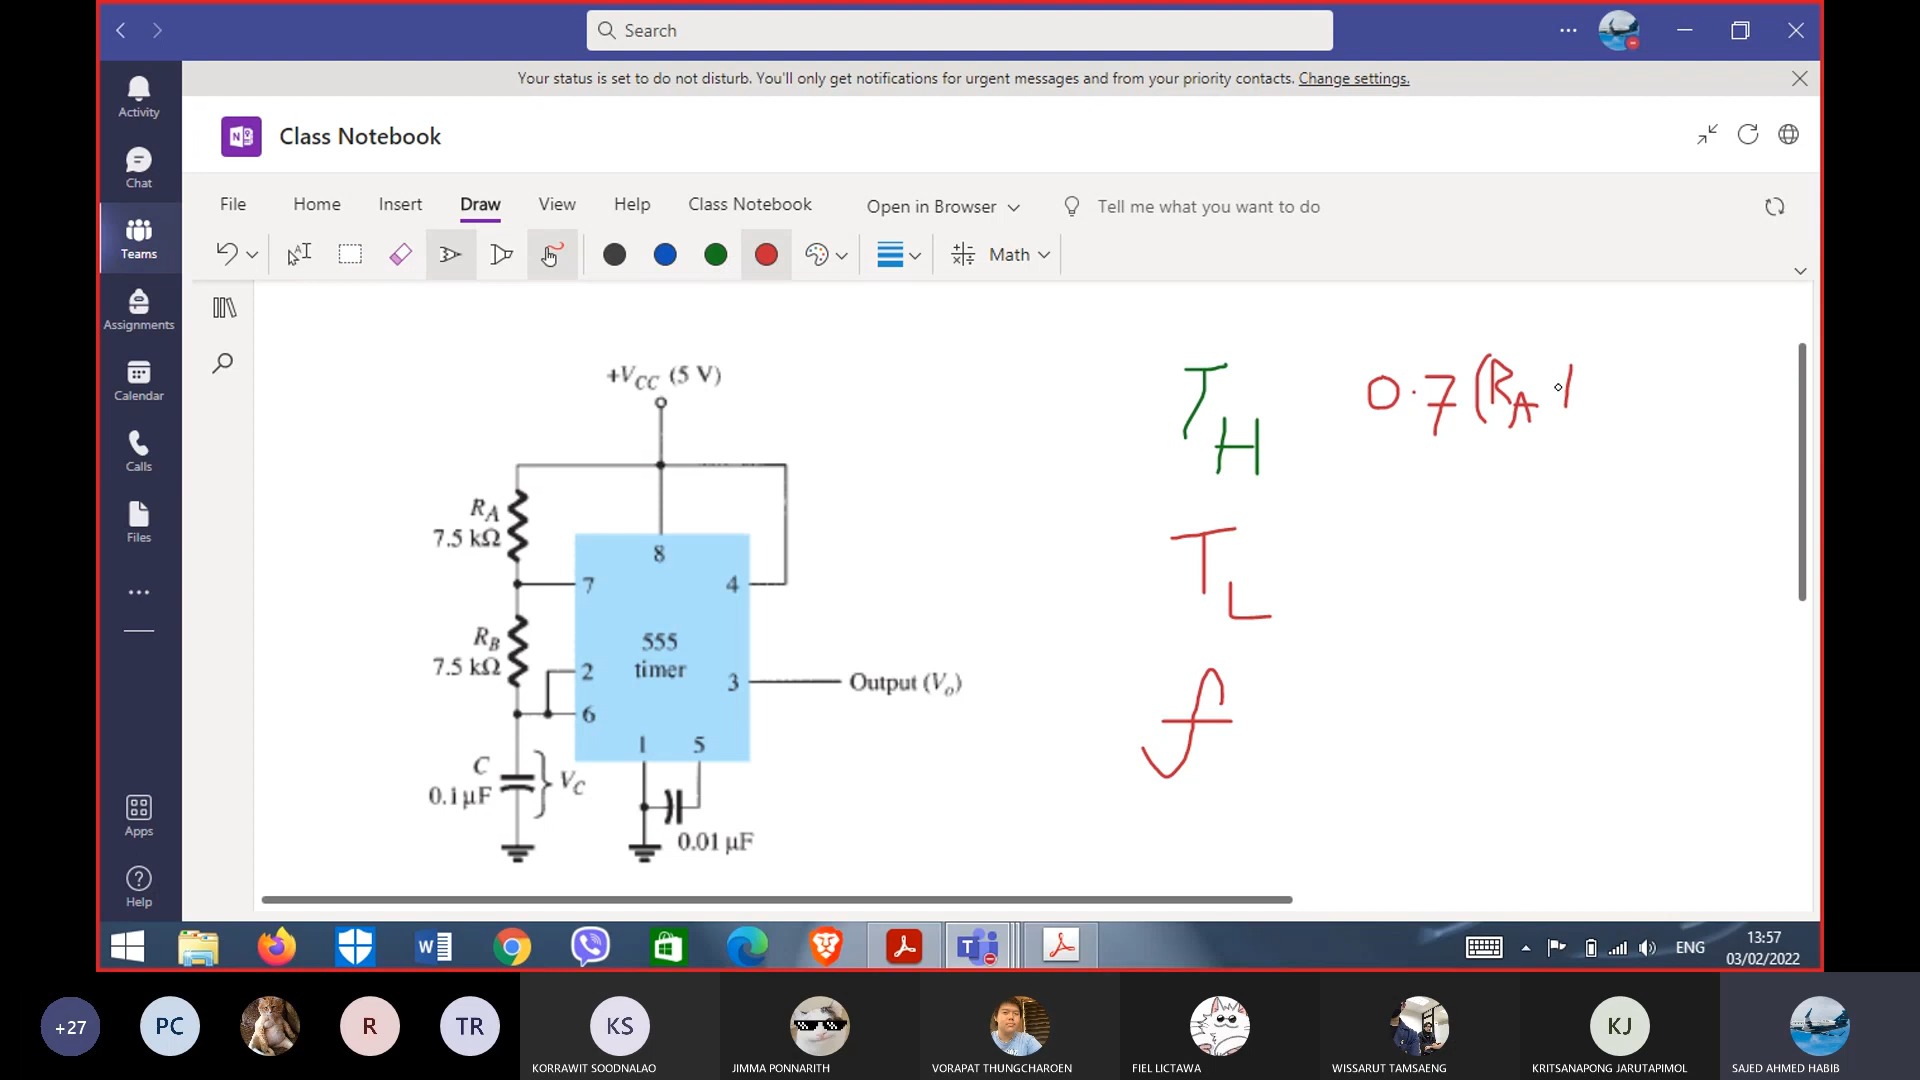 Search
Your status is set to do not disturb. You'll only get notifications for urgent messages and from your priority contacts. Change settings.
Activity
Chat
Teams
Assignments
Calendar
Calls
Files
Apps
Help
Class Notebook
File Home Insert Draw View Help Class Notebook Open in Browser Tell me what you want to do
Math
+VCC (5 V)
RA
7.5 kΩ
RB
7.5 kΩ
C
0.1 µF
VC
8
7
4
555
timer
2
3
6
1
5
Output (Vo)
0.01 µF
TH
0.7 (RA
TL
f
ENG
13:57
03/02/2022
+27
PC
R
TR
KS
KJ
KORRAWIT SOODNALAO
JIMMA PONNARITH
VORAPAT THUNGCHAROEN
FIEL LICTAWA
WISSARUT TAMSAENG
KRITSANAPONG JARUTAPIMOL
SAJED AHMED HABIB